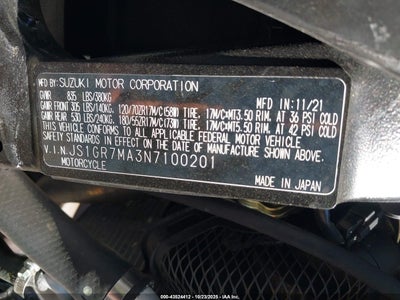 MFD.BY:SUZUKI MOTOR CORPORATION
GVWR 835 LBS/380KG MFD IN:11/21
GAWR FRONT 305 LBS/140KG, 120/70ZR17M/C(58W) TIRE, 17M/C×MT3.50 RIM, AT 36 PSI COLD
GAWR REAR 530 LBS/240KG, 180/55ZR17M/C(73W) TIRE, 17M/C×MT5.50 RIM, AT 42 PSI COLD
THIS VEHICLE CONFORMS TO ALL APPLICABLE FEDERAL MOTOR VEHICLE
SAFETY STANDARDS IN EFFECT ON THE DATE OF MANUFACTURE SHOWN ABOVE.
V.I.N.JS1GR7MA3N7100201
MOTORCYCLE MADE IN JAPAN
000-43824412 - 10/23/2025 - IAA Inc.